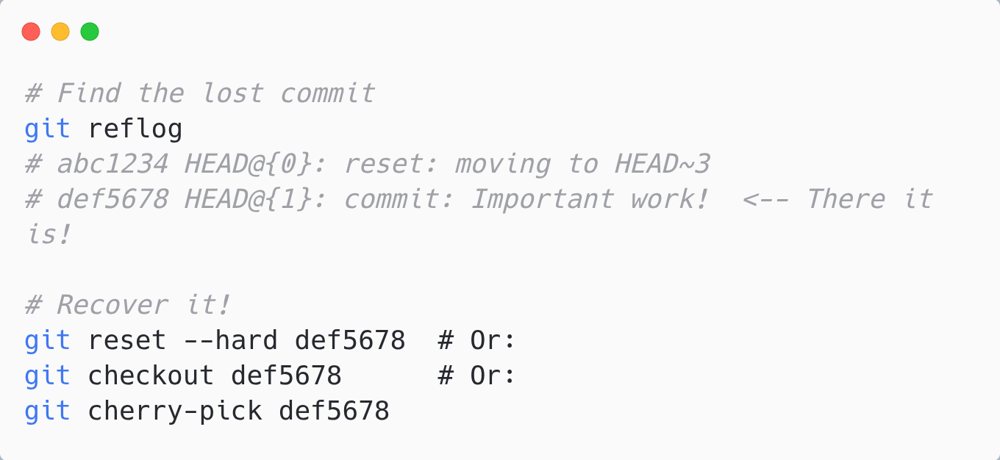 # Find the lost commit
git reflog
# abc1234 HEAD@{0}: reset: moving to HEAD~3
# def5678 HEAD@{1}: commit: Important work!  <-- There it
is!
# Recover it!
git reset --hard def5678  # Or:
git checkout def5678      # Or:
git cherry-pick def5678